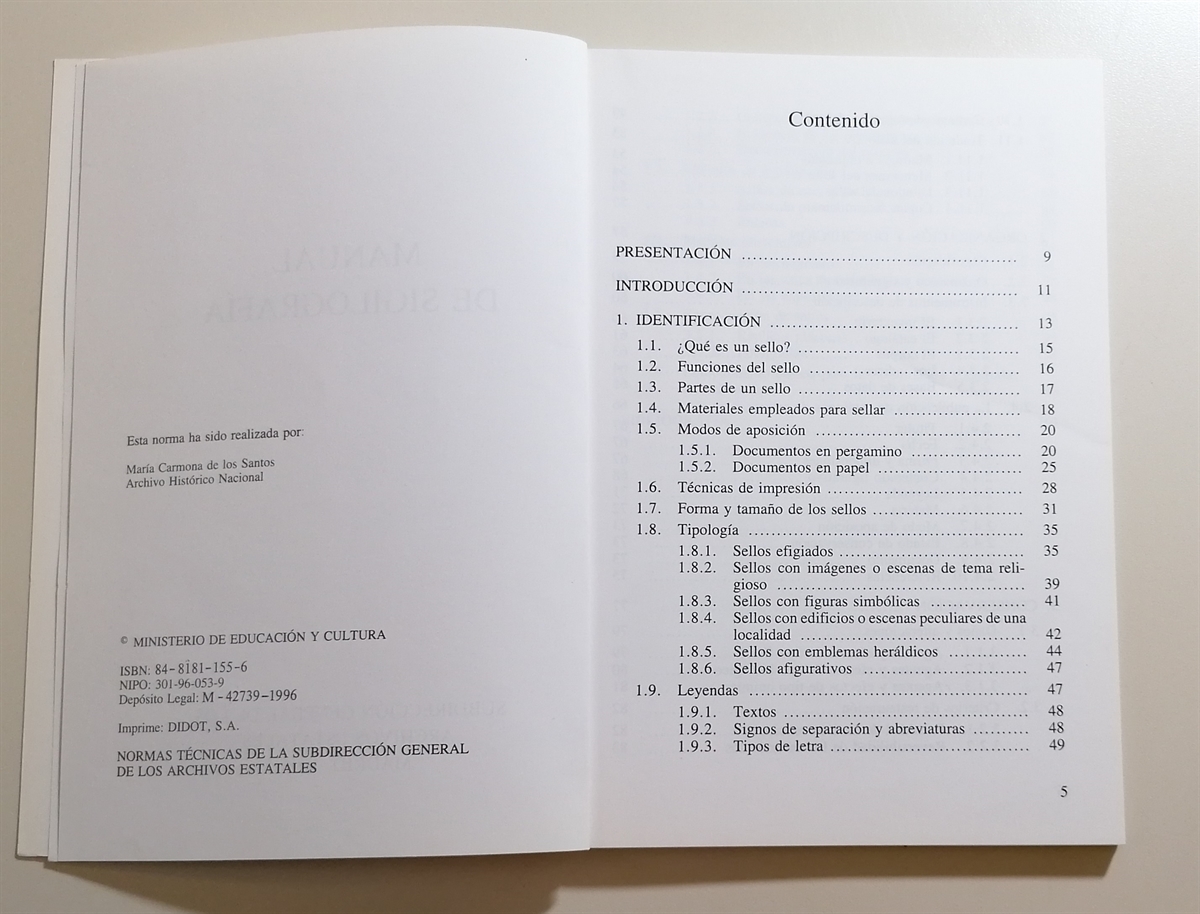 Esta norma ha sido realizada por:
María Carmona de los Santos
Archivo Histórico Nacional
© MINISTERIO DE EDUCACIÓN Y CULTURA
ISBN: 84-8181-155-6
NIPO: 301-96-053-9
Depósito Legal: M-42739-1996
Imprime: DIDOT, S.A.
NORMAS TÉCNICAS DE LA SUBDIRECCIÓN GENERAL
DE LOS ARCHIVOS ESTATALES
Contenido
PRESENTACIÓN .......... 9
INTRODUCCIÓN .......... 11
1. IDENTIFICACIÓN .......... 13
1.1. ¿Qué es un sello? .......... 15
1.2. Funciones del sello .......... 16
1.3. Partes de un sello .......... 17
1.4. Materiales empleados para sellar .......... 18
1.5. Modos de aposición .......... 20
1.5.1. Documentos en pergamino .......... 20
1.5.2. Documentos en papel .......... 25
1.6. Técnicas de impresión .......... 28
1.7. Forma y tamaño de los sellos .......... 31
1.8. Tipología .......... 35
1.8.1. Sellos efigiados .......... 35
1.8.2. Sellos con imágenes o escenas de tema reli-
gioso .......... 39
1.8.3. Sellos con figuras simbólicas .......... 41
1.8.4. Sellos con edificios o escenas peculiares de una
localidad .......... 42
1.8.5. Sellos con emblemas heráldicos .......... 44
1.8.6. Sellos afigurativos .......... 47
1.9. Leyendas .......... 47
1.9.1. Textos .......... 48
1.9.2. Signos de separación y abreviaturas .......... 48
1.9.3. Tipos de letra .......... 49
5